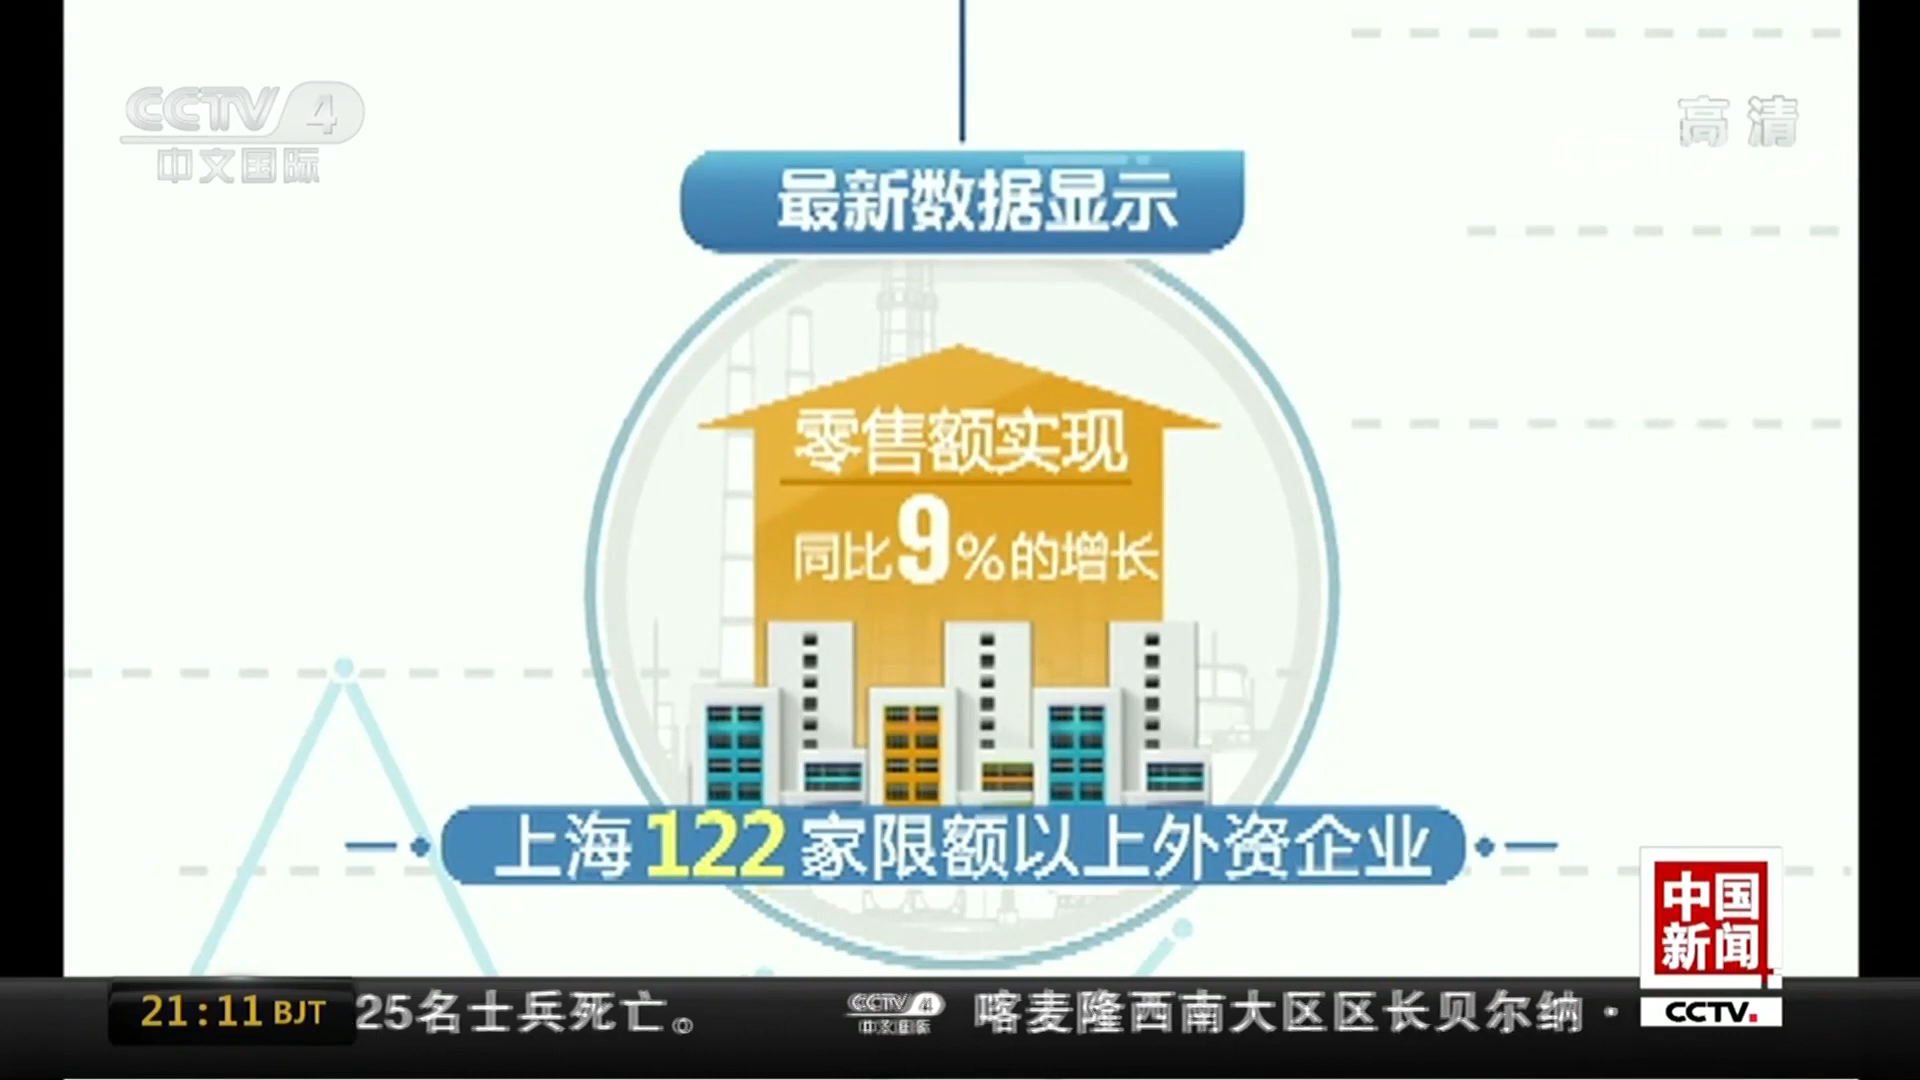 CCTV 4
中文国际
高清
最新数据显示
零售额实现
同比9%的增长
上海122家限额以上外资企业
中国
新闻
CCTV.
21:11 BJT
25名士兵死亡。
CCTV 4
中文国际
喀麦隆西南大区区长贝尔纳·